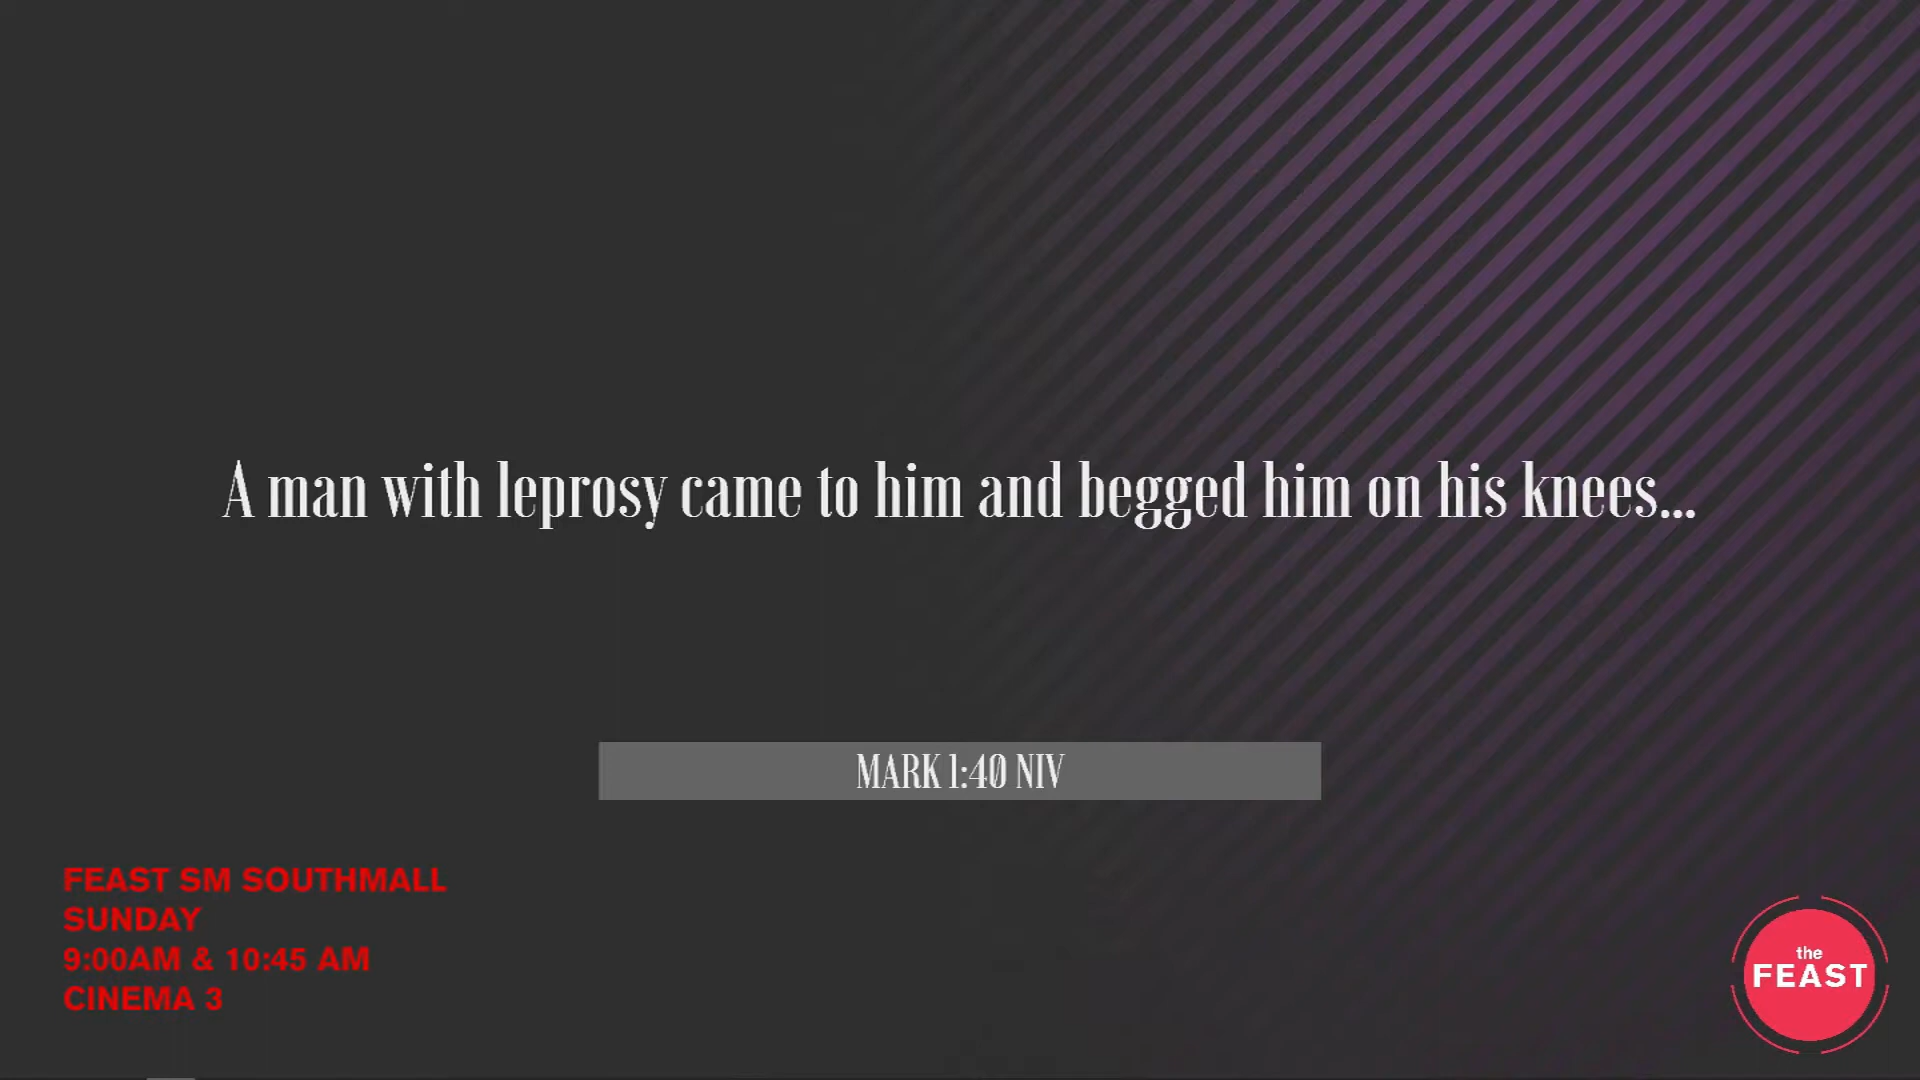 A man with leprosy came to him and begged him on his knees...
MARK 1:40 NIV
FEAST SM SOUTHMALL
SUNDAY
9:00AM & 10:45 AM
CINEMA 3
the
FEAST